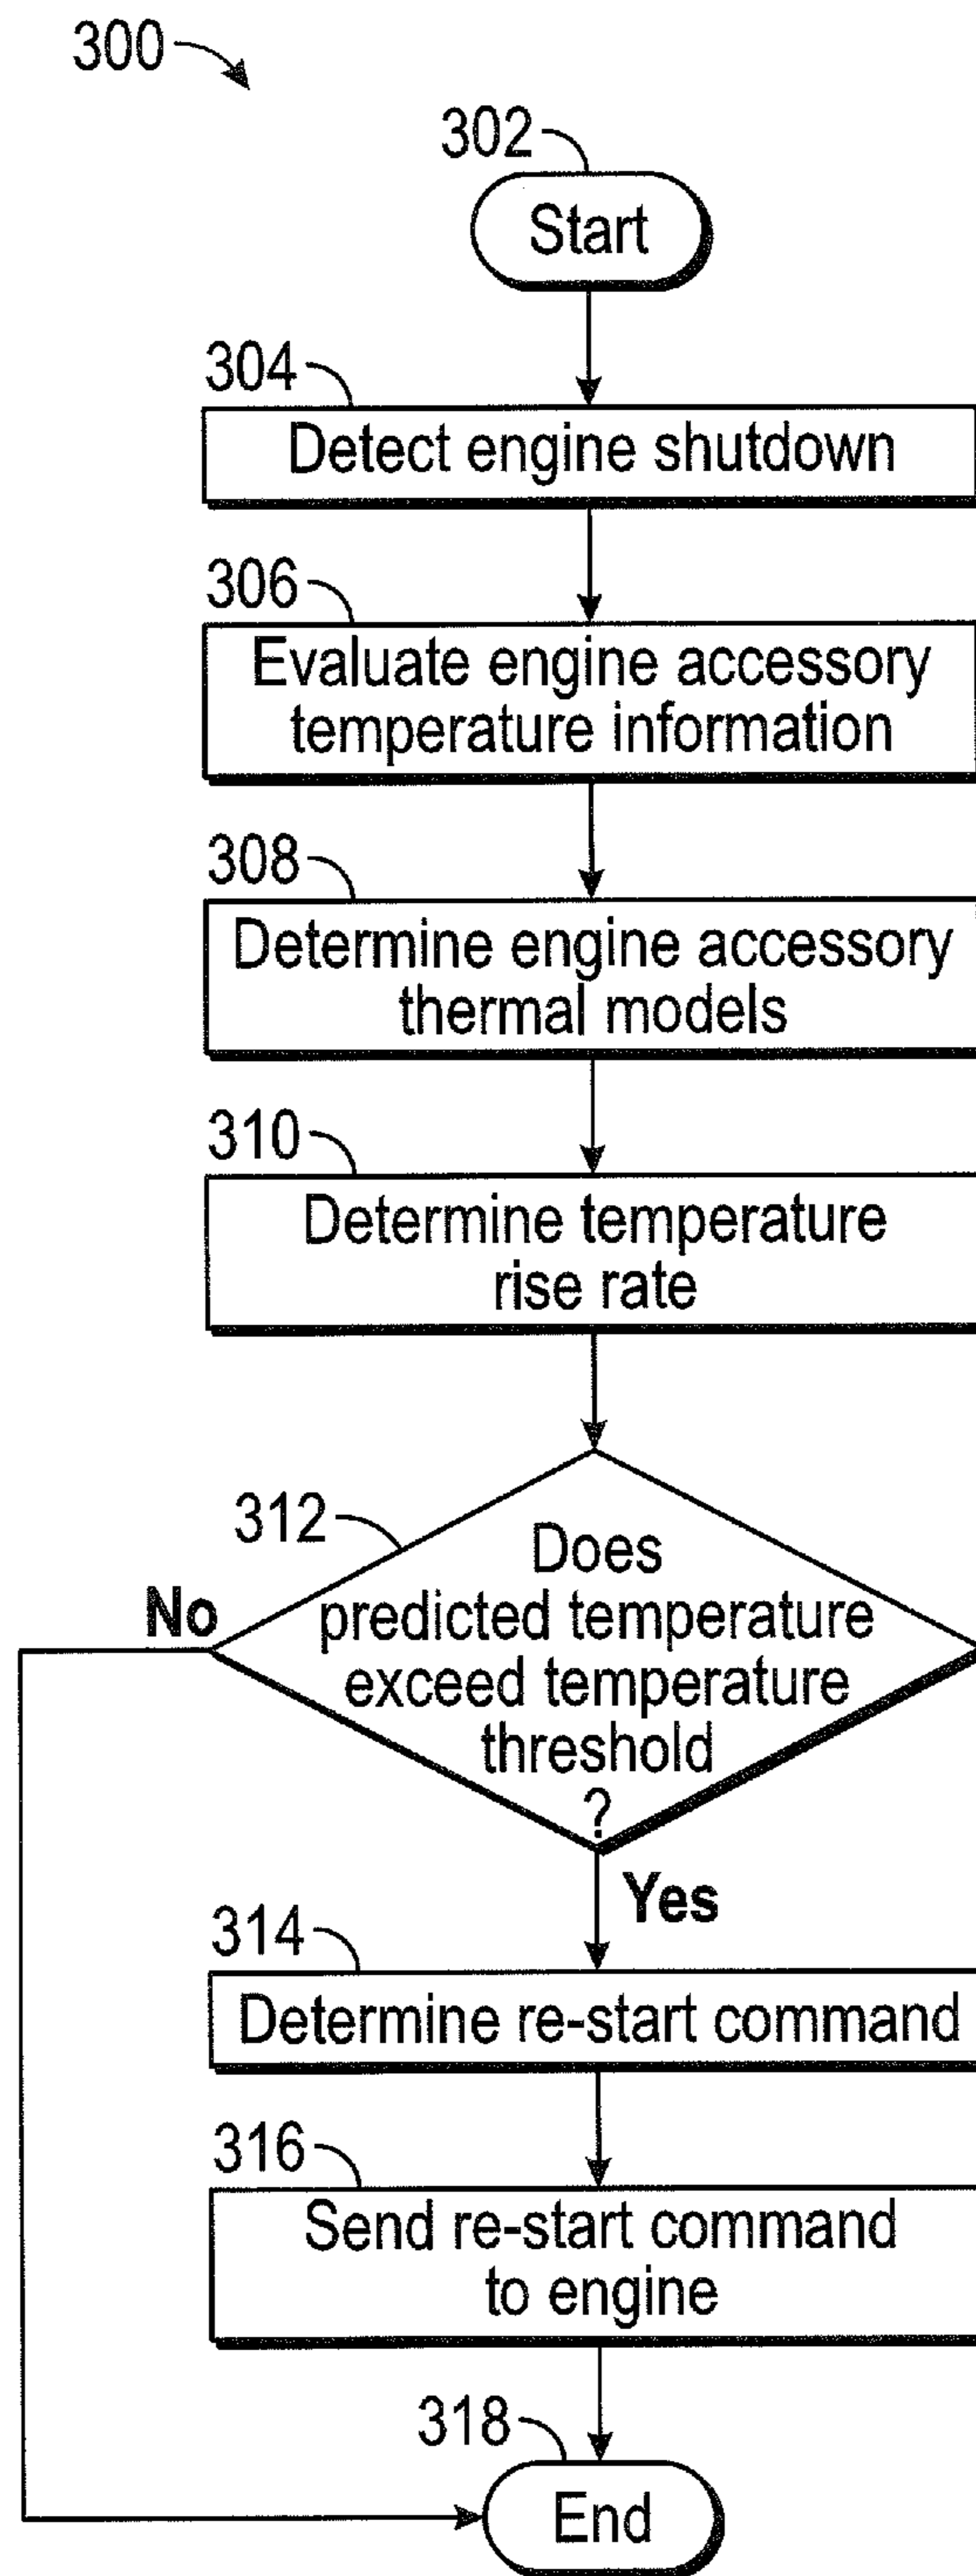 300
302
Start
304
Detect engine shutdown
306
Evaluate engine accessory
temperature information
308
Determine engine accessory
thermal models
310
Determine temperature
rise rate
312
Does
predicted temperature
exceed temperature
threshold
?
No
Yes
314
Determine re-start command
316
Send re-start command
to engine
318
End